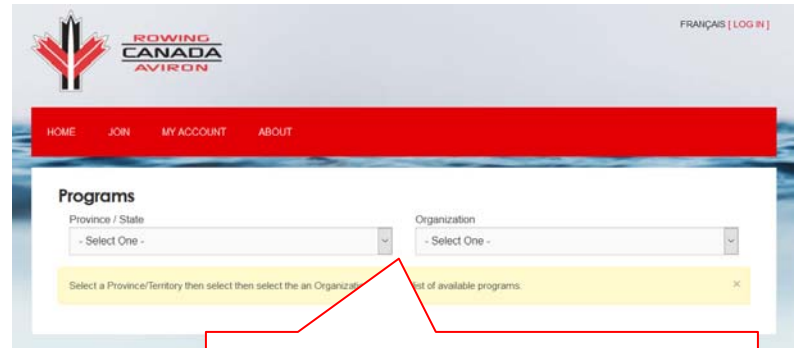 FRANÇAIS [ LOG IN ]
ROWING
CANADA
AVIRON
HOME JOIN MY ACCOUNT ABOUT
Programs
Province / State Organization
- Select One - - Select One -
Select a Province/Territory then select then select the an Organizati list of available programs. ×